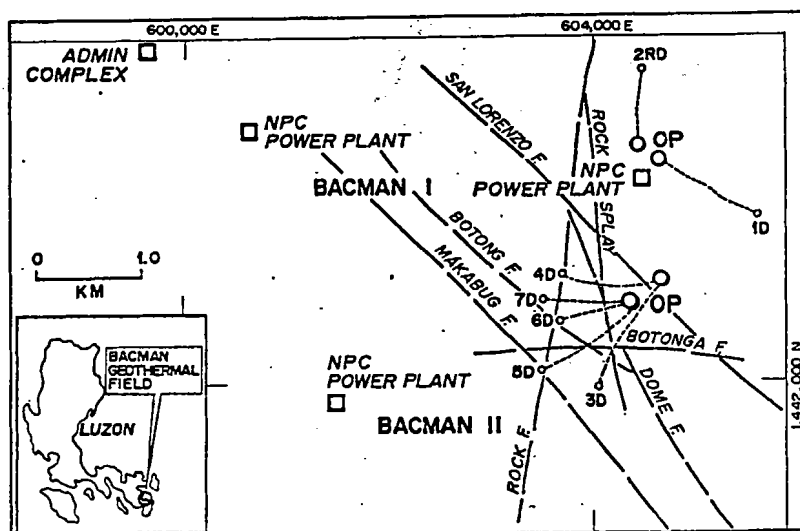 600,000 E
604,000 E
ADMIN
COMPLEX
2RD
SAN LORENZO F.
ROCK
SPLAY
OP
NPC
POWER PLANT
NPC
POWER PLANT
BACMAN I
1D
BOTONG F.
MAKABUG F.
0 1.0
KM
4D
7D
OP
6D
BOTONGA F.
5D
3D
DOME F.
ROCK F.
NPC
POWER PLANT
BACMAN II
1,442,000 N
BACMAN
GEOTHERMAL
FIELD
LUZON